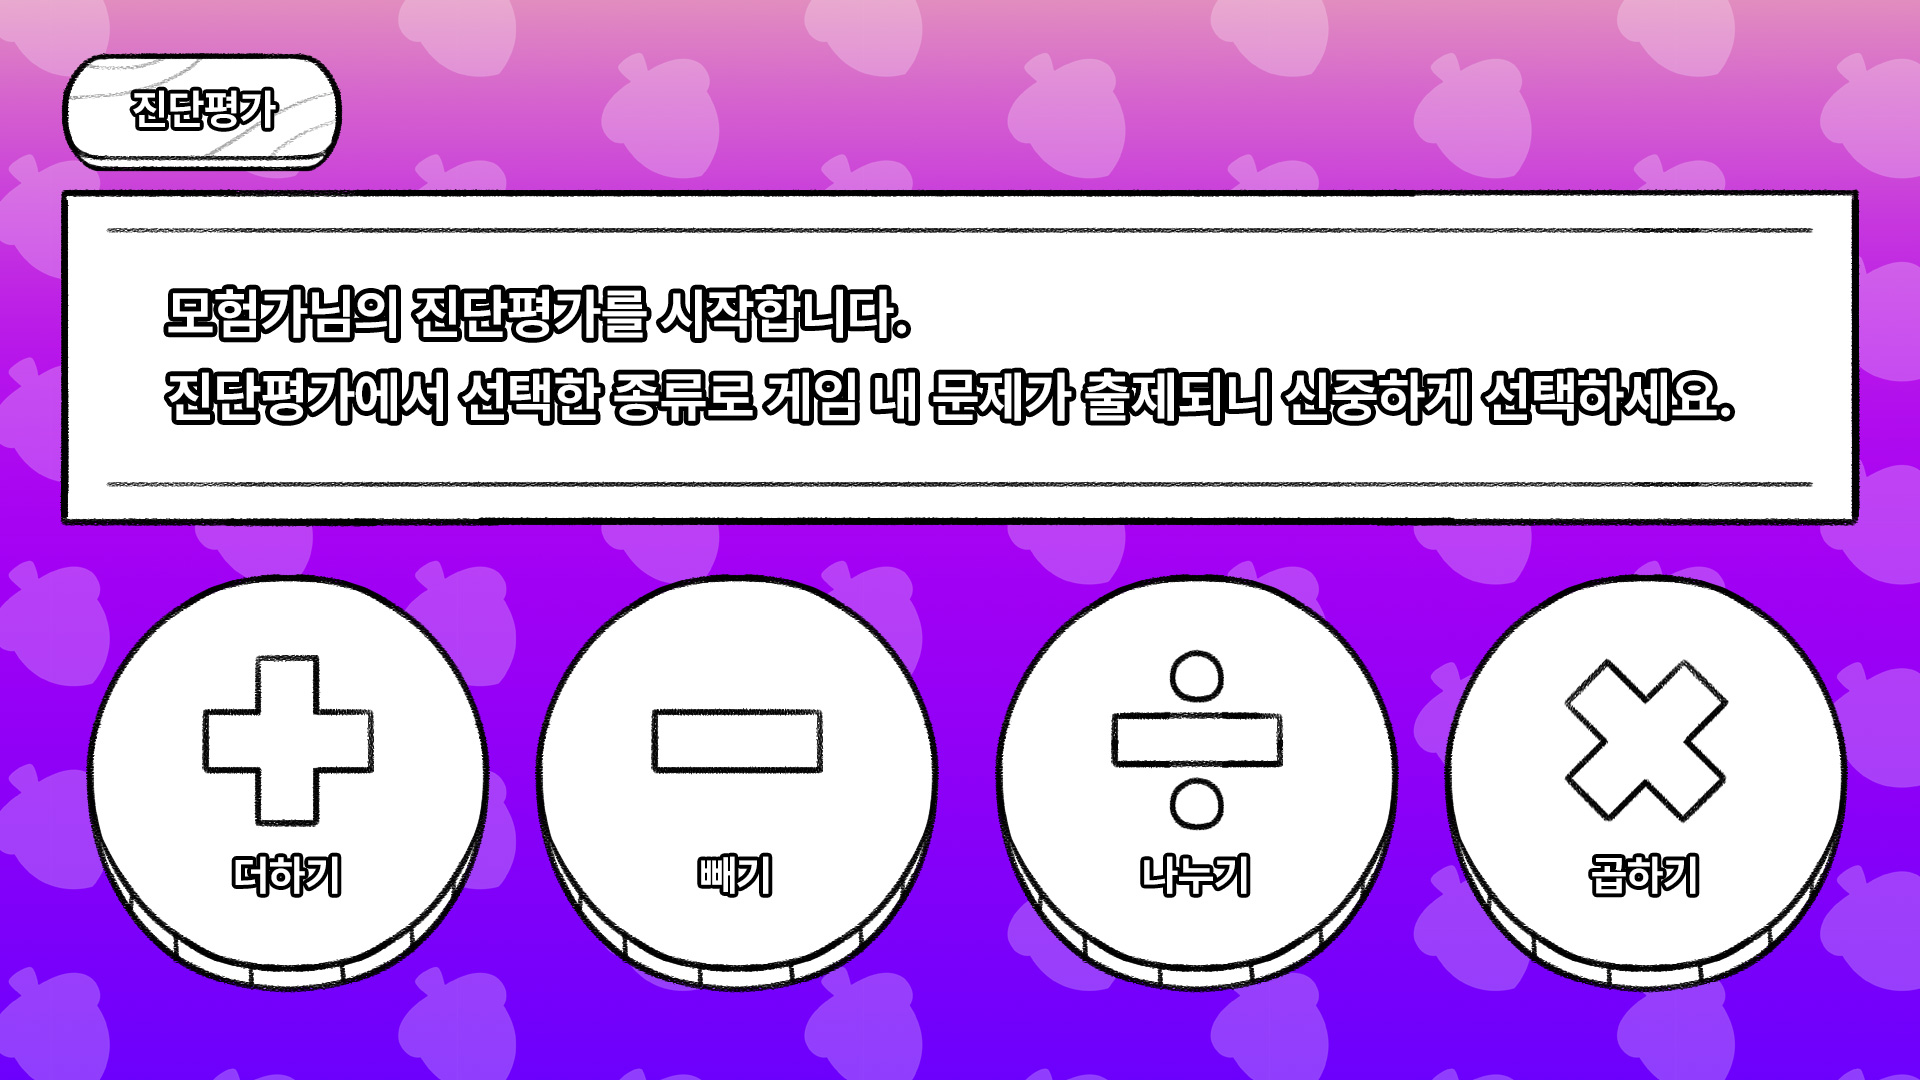 진단평가
모험가님의 진단평가를 시작합니다.
진단평가에서 선택한 종류로 게임 내 문제가 출제되니 신중하게 선택하세요.
더하기
빼기
나누기
곱하기